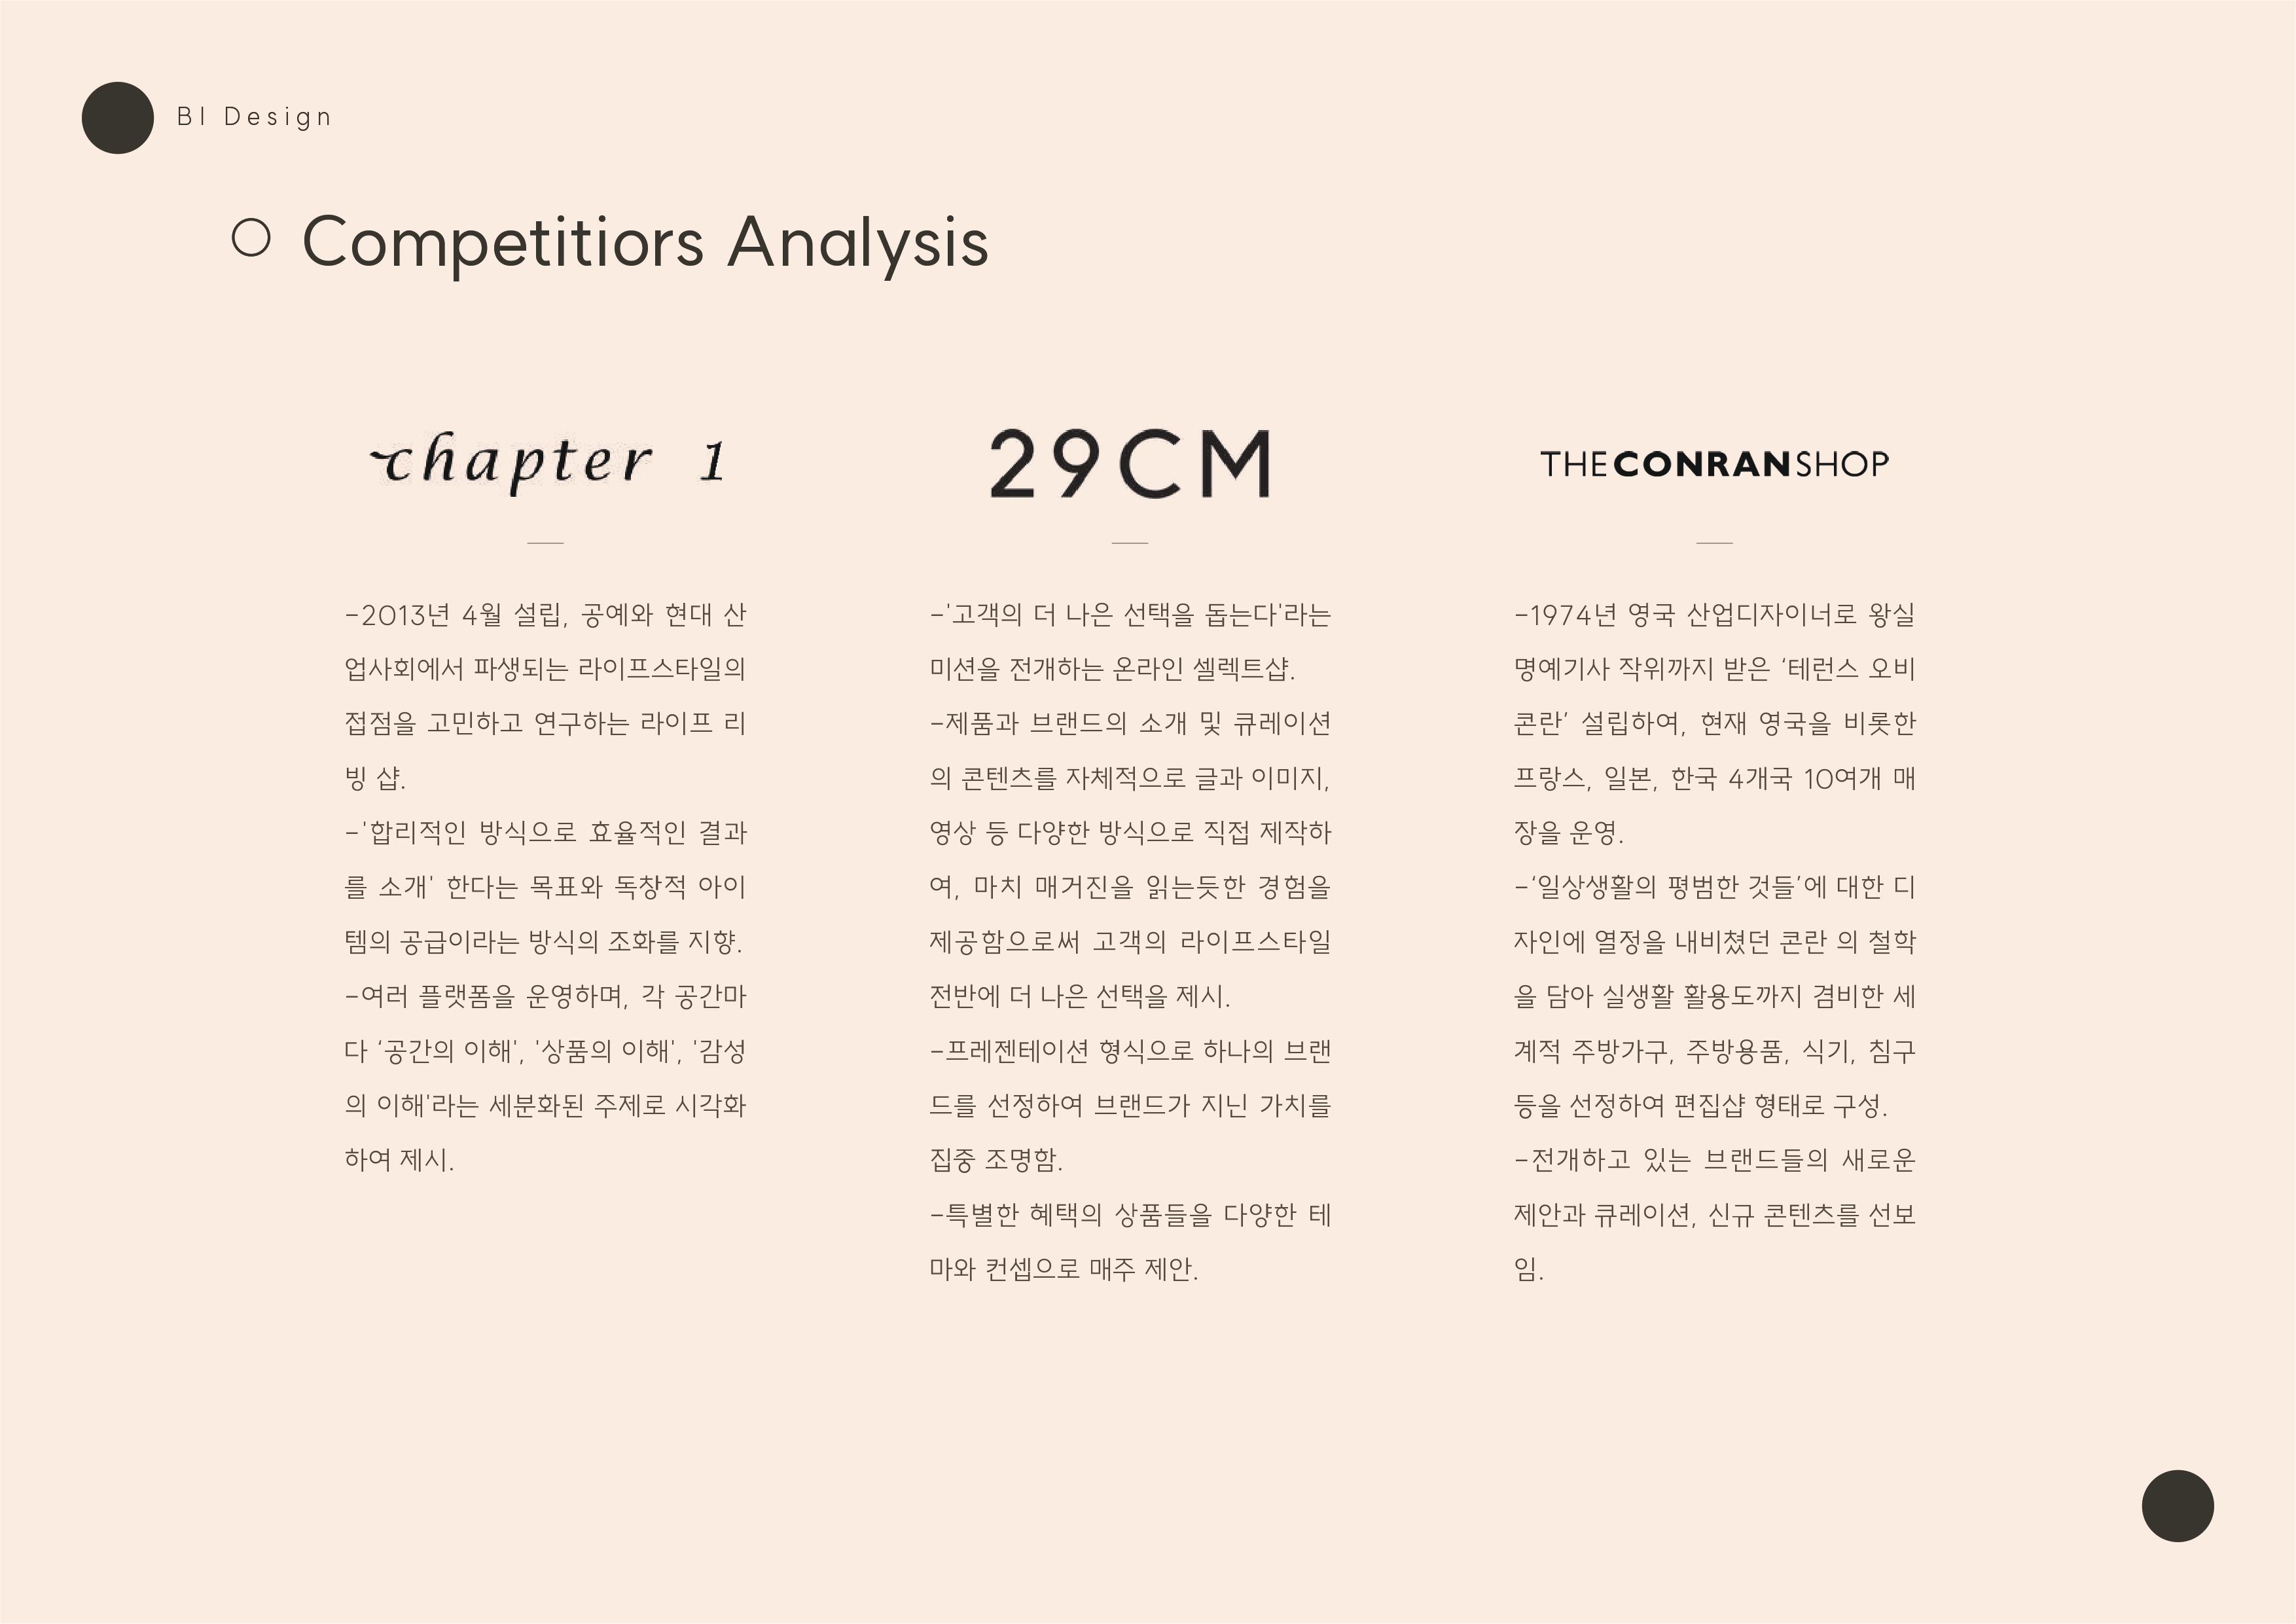 BI Design
Competitiors Analysis
chapter 1
-2013년 4월 설립, 공예와 현대 산
업사회에서 파생되는 라이프스타일의
접점을 고민하고 연구하는 라이프 리
빙 샵.
-'합리적인 방식으로 효율적인 결과
를 소개' 한다는 목표와 독창적 아이
템의 공급이라는 방식의 조화를 지향.
-여러 플랫폼을 운영하며, 각 공간마
다 ‘공간의 이해', '상품의 이해', '감성
의 이해'라는 세분화된 주제로 시각화
하여 제시.
29CM
-'고객의 더 나은 선택을 돕는다'라는
미션을 전개하는 온라인 셀렉트샵.
-제품과 브랜드의 소개 및 큐레이션
의 콘텐츠를 자체적으로 글과 이미지,
영상 등 다양한 방식으로 직접 제작하
여, 마치 매거진을 읽는듯한 경험을
제공함으로써 고객의 라이프스타일
전반에 더 나은 선택을 제시.
-프레젠테이션 형식으로 하나의 브랜
드를 선정하여 브랜드가 지닌 가치를
집중 조명함.
-특별한 혜택의 상품들을 다양한 테
마와 컨셉으로 매주 제안.
THE CONRAN SHOP
-1974년 영국 산업디자이너로 왕실
명예기사 작위까지 받은 ‘테런스 오비
콘란’ 설립하여, 현재 영국을 비롯한
프랑스, 일본, 한국 4개국 10여개 매
장을 운영.
-‘일상생활의 평범한 것들’에 대한 디
자인에 열정을 내비쳤던 콘란 의 철학
을 담아 실생활 활용도까지 겸비한 세
계적 주방가구, 주방용품, 식기, 침구
등을 선정하여 편집샵 형태로 구성.
-전개하고 있는 브랜드들의 새로운
제안과 큐레이션, 신규 콘텐츠를 선보
임.